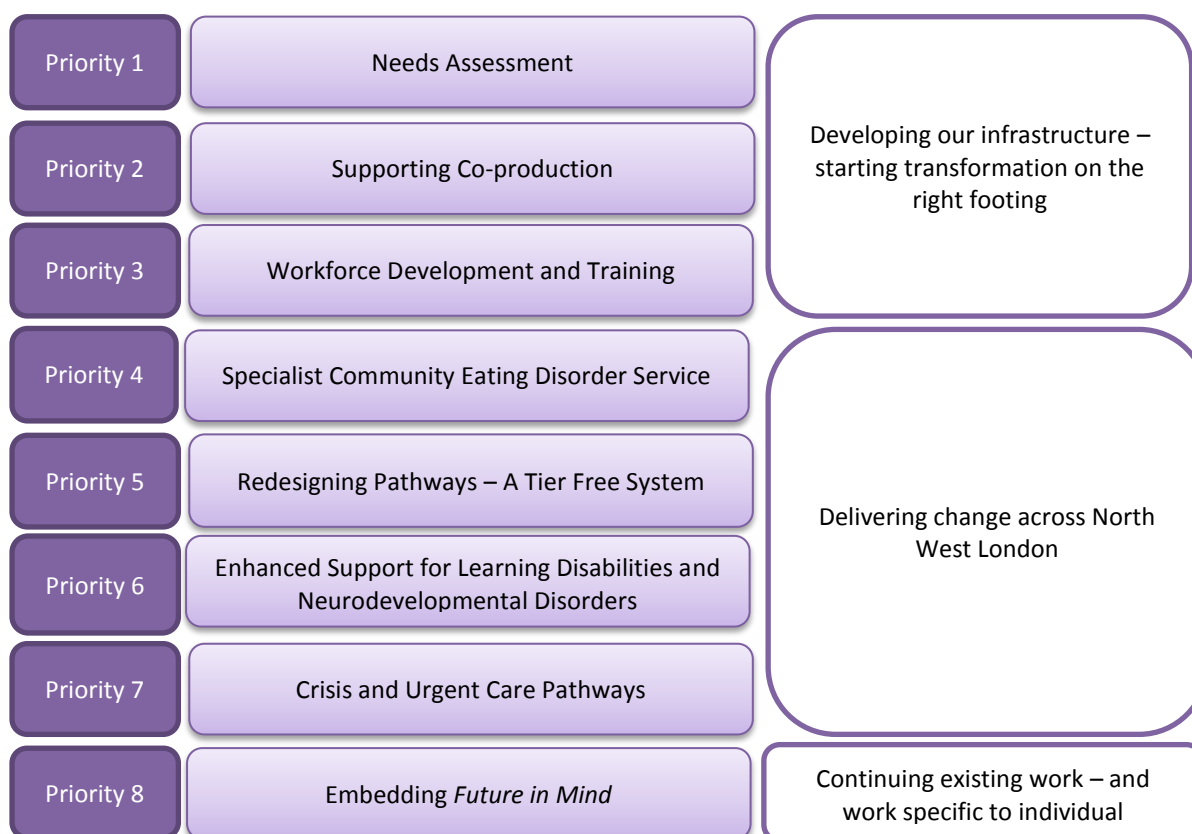 Priority 1
Needs Assessment
Priority 2
Supporting Co-production
Priority 3
Workforce Development and Training
Developing our infrastructure –
starting transformation on the
right footing
Priority 4
Specialist Community Eating Disorder Service
Priority 5
Redesigning Pathways – A Tier Free System
Priority 6
Enhanced Support for Learning Disabilities and
Neurodevelopmental Disorders
Priority 7
Crisis and Urgent Care Pathways
Delivering change across North
West London
Priority 8
Embedding Future in Mind
Continuing existing work – and
work specific to individual